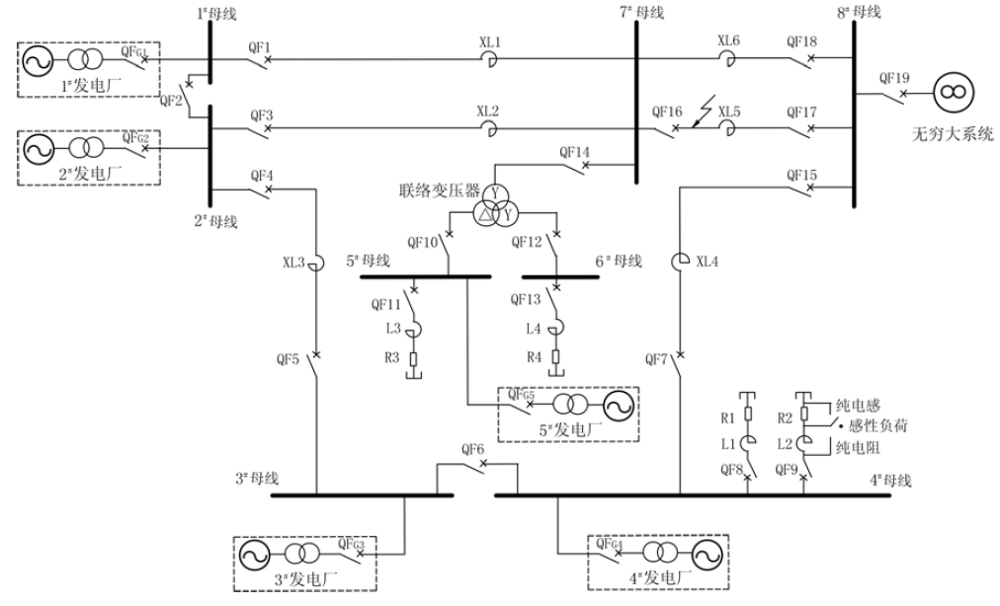 1#母线
7#母线
8#母线
QFG1
QF1
XL1
XL6
QF18
1#发电厂
QF2
QF19
QF3
XL2
QF16
XL5
QF17
无穷大系统
QFG2
2#发电厂
QF4
QF14
QF15
2#母线
联络变压器
Y
△
Y
QF10
QF12
XL3
5#母线
6#母线
XL4
QF11
QF13
L3
L4
QF5
R3
R4
QF7
QFG5
5#发电厂
R1
R2
纯电感
感性负荷
L1
L2
纯电阻
QF6
QF8
QF9
3#母线
4#母线
QFG3
QFG4
3#发电厂
4#发电厂